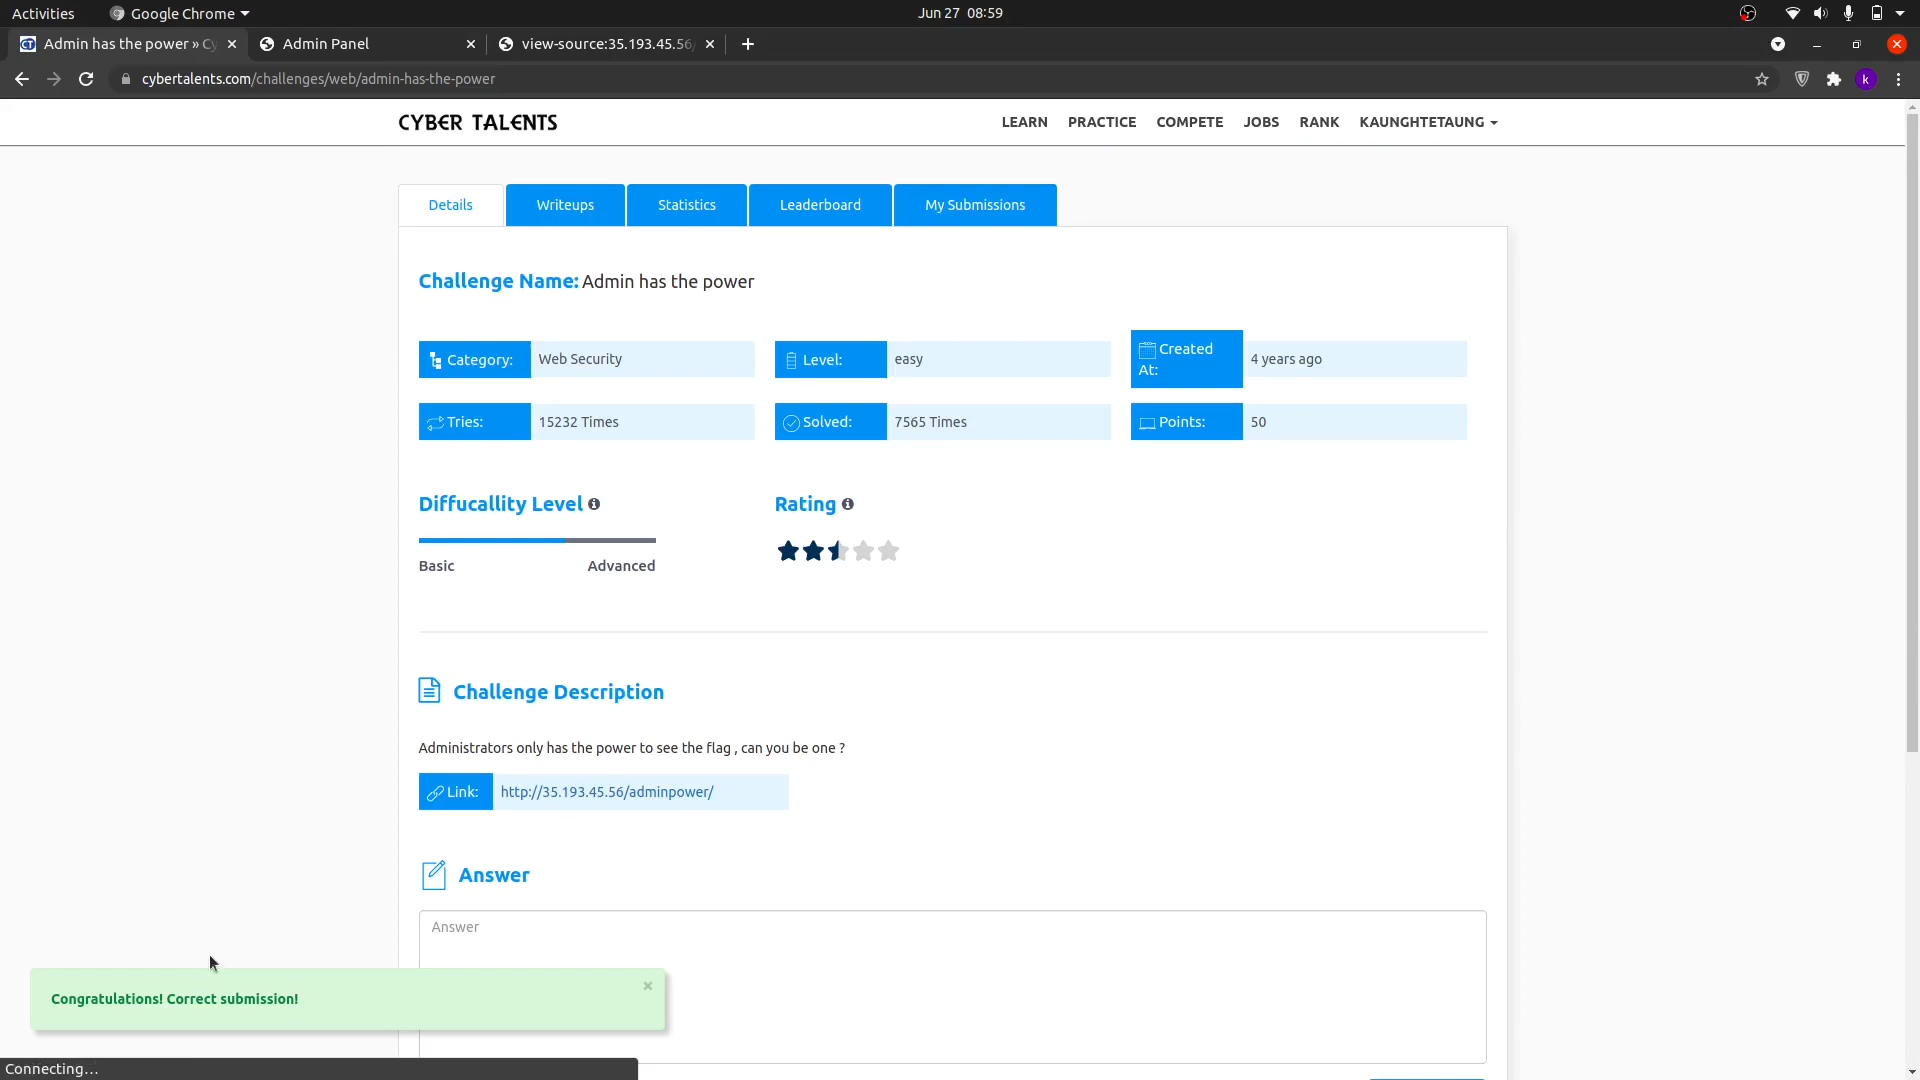 Activities
Google Chrome
Jun 27 08:59
Admin has the power » Cy
Admin Panel
view-source:35.193.45.56/
cybertalents.com/challenges/web/admin-has-the-power
k
CYBER TALENTS
LEARN
PRACTICE
COMPETE
JOBS
RANK
KAUNGHTETAUNG
Details
Writeups
Statistics
Leaderboard
My Submissions
Challenge Name: Admin has the power
Category: Web Security
Level: easy
Created At: 4 years ago
Tries: 15232 Times
Solved: 7565 Times
Points: 50
Diffucallity Level
Rating
Basic
Advanced
Challenge Description
Administrators only has the power to see the flag , can you be one ?
Link: http://35.193.45.56/adminpower/
Answer
Answer
Congratulations! Correct submission!
×
Connecting...